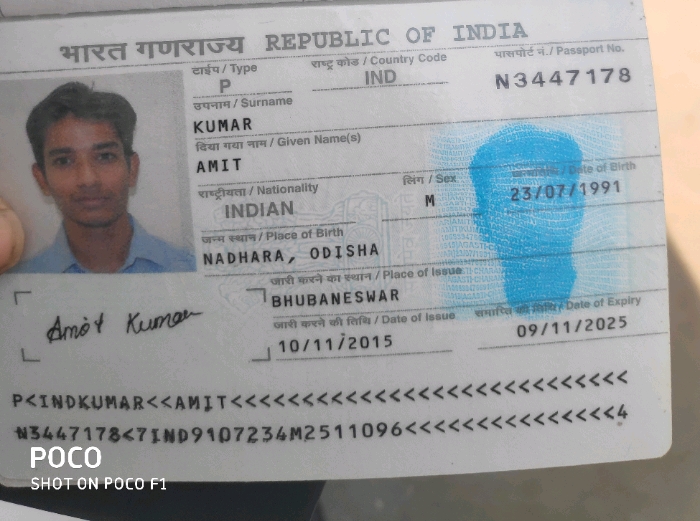 भारत गणराज्य REPUBLIC OF INDIA
टाईप / Type राष्ट्र कोड / Country Code पासपोर्ट नं./Passport No.
P IND N3447178
उपनाम / Surname
KUMAR
दिया गया नाम / Given Name(s)
AMIT
राष्ट्रीयता / Nationality लिंग / Sex जन्मतिथि / Date of Birth
INDIAN M 23/07/1991
जन्म स्थान / Place of Birth
NADHARA, ODISHA
जारी करने का स्थान / Place of Issue
BHUBANESWAR
जारी करने की तिथि / Date of Issue समाप्ति की तिथि / Date of Expiry
10/11/2015 09/11/2025
Amit Kumar
P<INDKUMAR<<AMIT<<<<<<<<<<<<<<<<<<<<<<<<<<<<
N3447178<7IND9107234M2511096<<<<<<<<<<<<<<<4
POCO
SHOT ON POCO F1